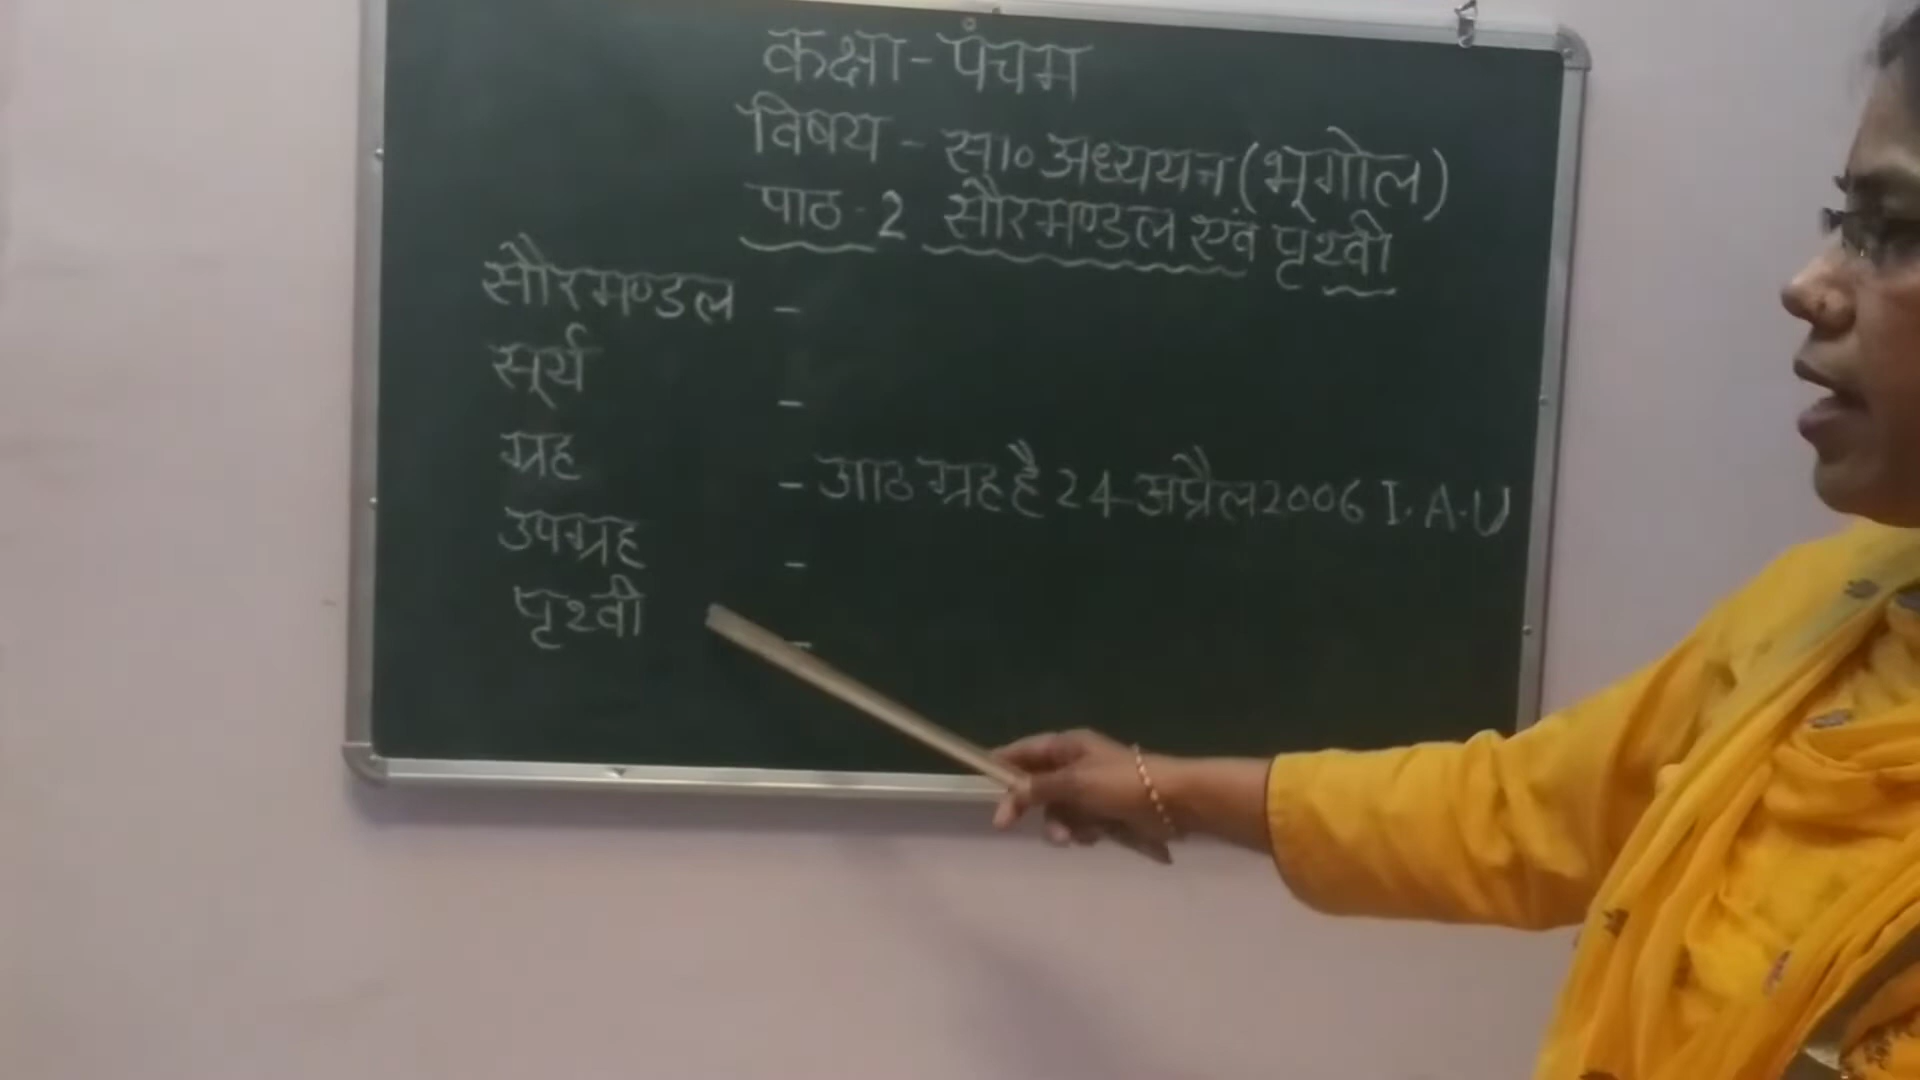 कक्षा - पंचम
विषय - सा० अध्ययन (भूगोल)
पाठ - 2 सौरमण्डल एवं पृथ्वी
सौरमण्डल -
सूर्य -
ग्रह - आठ ग्रह है 24 अप्रैल 2006 I.A.U
उपग्रह -
पृथ्वी -